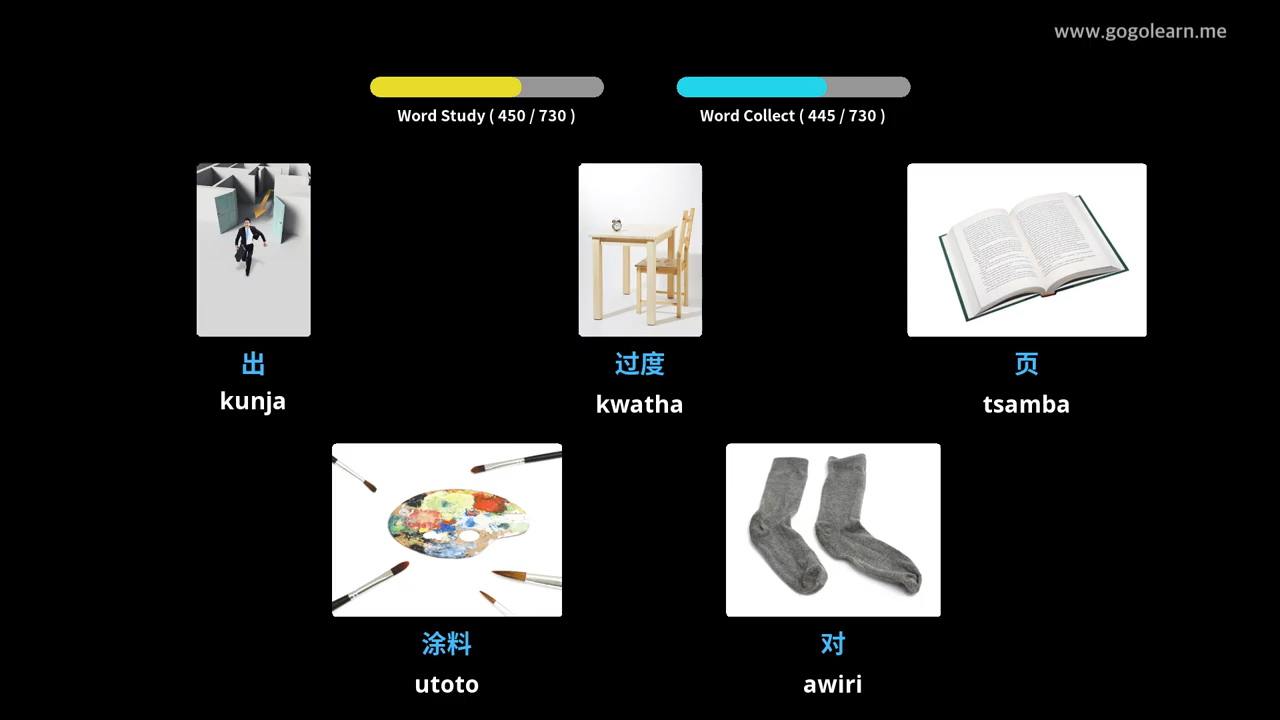 www.gogolearn.me
Word Study ( 450 / 730 )
Word Collect ( 445 / 730 )
出
kunja
过度
kwatha
页
tsamba
涂料
utoto
对
awiri